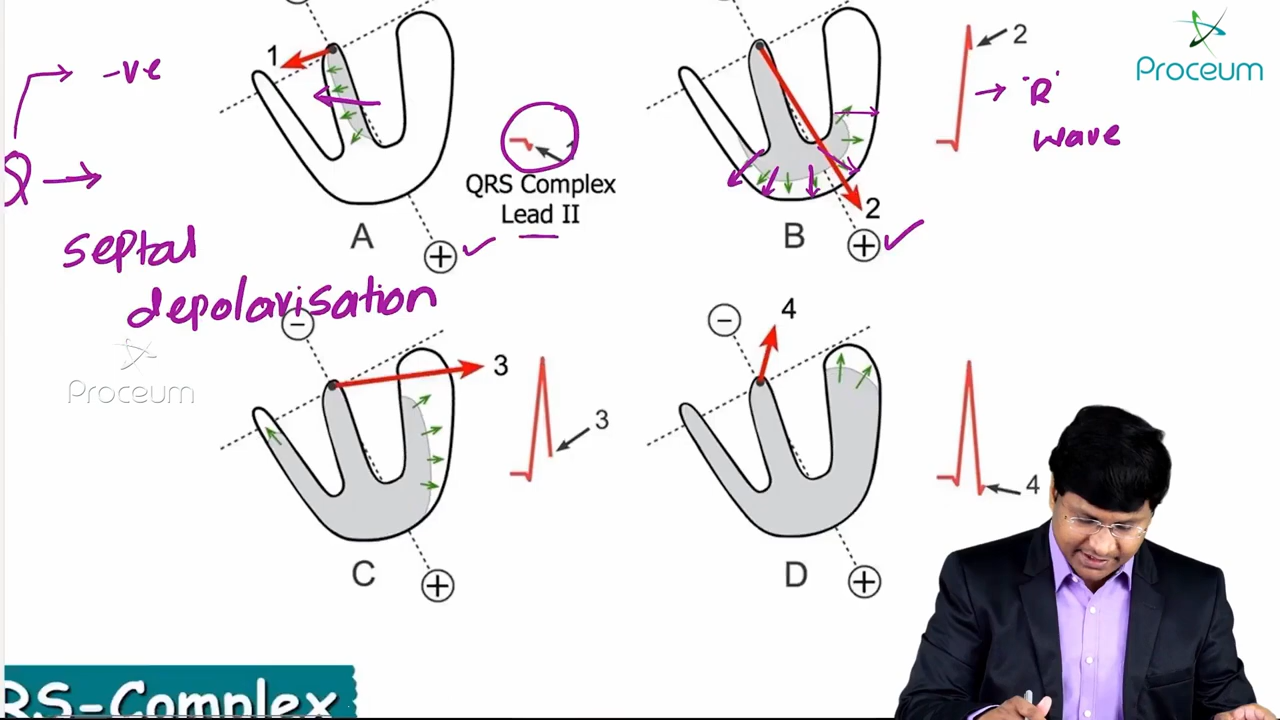 Proceum
1
-ve
2
'R'
wave
Q
QRS Complex
Lead II
2
A
+
B
+
septal
depolarisation
−
−
4
Proceum
3
3
4
C
+
D
+
RS-Complex